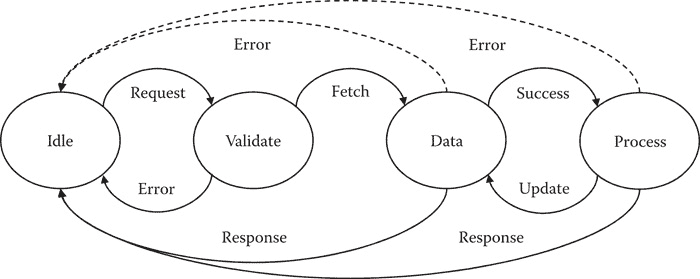 Error
Error
Request
Fetch
Success
Idle
Validate
Data
Process
Error
Update
Response
Response